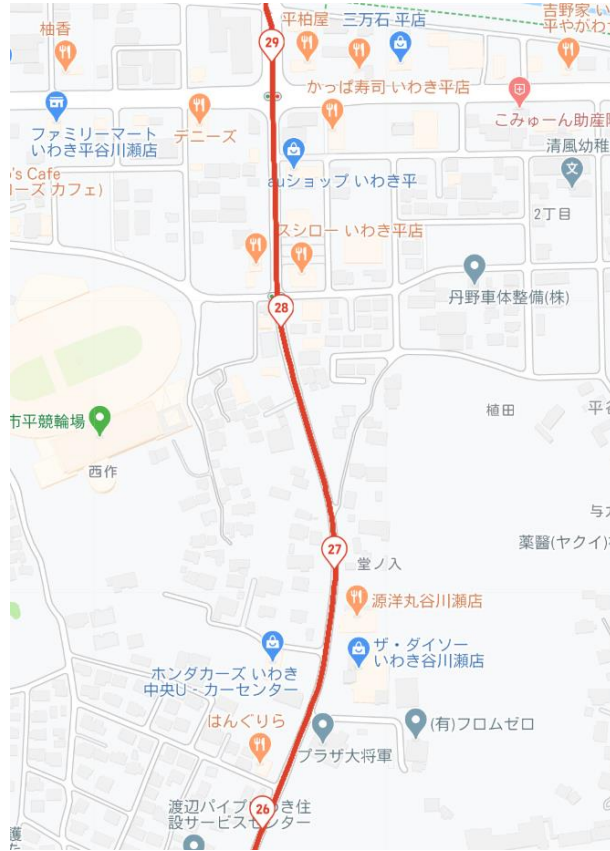 柚香
平柏屋
三万石 平店
吉野家 い
平やがわ
29
かっぱ寿司 いわき平店
ファミリーマート
いわき平谷川瀬店
デニーズ
こみゅーん助産院
清風幼稚
o's Cafe
ローズ カフェ)
auショップ いわき平
文
2丁目
スシロー いわき平店
28
丹野車体整備(株)
市平競輪場
植田
平谷
西作
与
27
堂ノ入
薬醫(ヤクイ)
源洋丸谷川瀬店
ザ・ダイソー
いわき谷川瀬店
ホンダカーズ いわき
中央U・カーセンター
はんぐりら
プラザ大将軍
(有)フロムゼロ
26
渡辺パイプいわき住
設サービスセンター
護
た